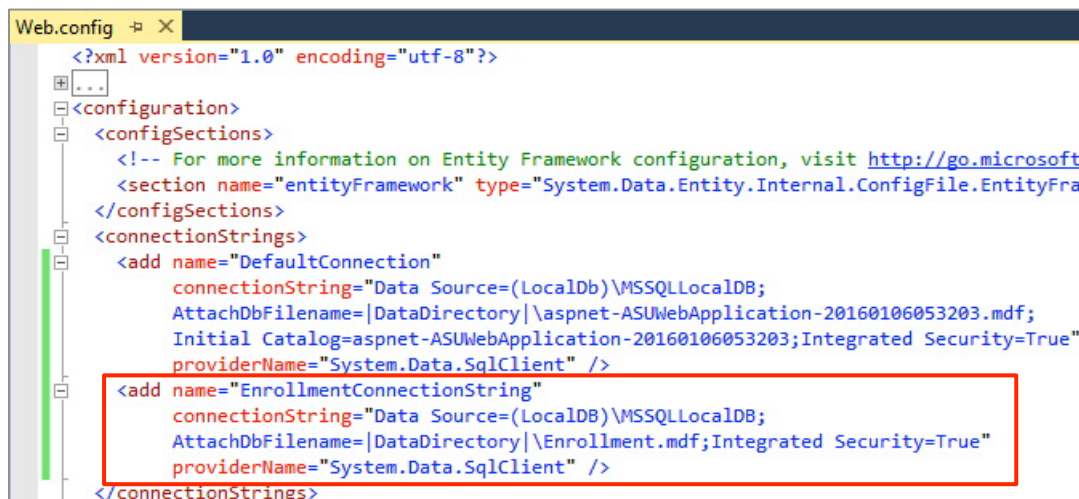 Web.config
<?xml version="1.0" encoding="utf-8"?>
...
<configuration>
<configSections>
<!-- For more information on Entity Framework configuration, visit http://go.microsoft
<section name="entityFramework" type="System.Data.Entity.Internal.ConfigFile.EntityFra
</configSections>
<connectionStrings>
<add name="DefaultConnection"
connectionString="Data Source=(LocalDb)\MSSQLLocalDB;
AttachDbFilename=|DataDirectory|\aspnet-ASUWebApplication-20160106053203.mdf;
Initial Catalog=aspnet-ASUWebApplication-20160106053203;Integrated Security=True"
providerName="System.Data.SqlClient" />
<add name="EnrollmentConnectionString"
connectionString="Data Source=(LocalDB)\MSSQLLocalDB;
AttachDbFilename=|DataDirectory|\Enrollment.mdf;Integrated Security=True"
providerName="System.Data.SqlClient" />
</connectionStrings>